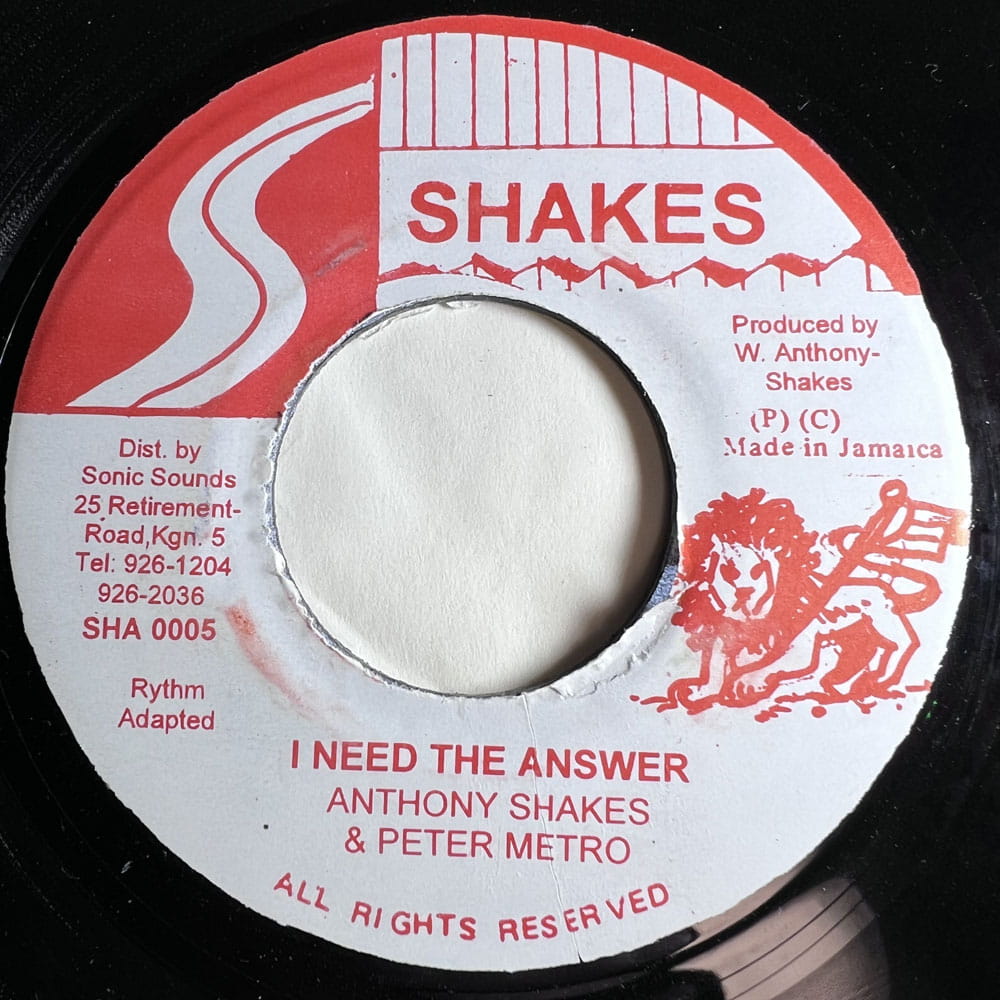 SHAKES
Produced by
W. Anthony-
Shakes
(P) (C)
Made in Jamaica
Dist. by
Sonic Sounds
25 Retirement-
Road,Kgn. 5
Tel: 926-1204
926-2036
SHA 0005
Rythm
Adapted
I NEED THE ANSWER
ANTHONY SHAKES
& PETER METRO
ALL RIGHTS RESERVED